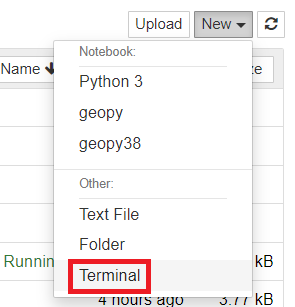 Upload New
Notebook:
Name
Python 3
geopy
geopy38
Other:
Text File
Folder
Runnin kB
Terminal
4 hours ago 3.77 kB